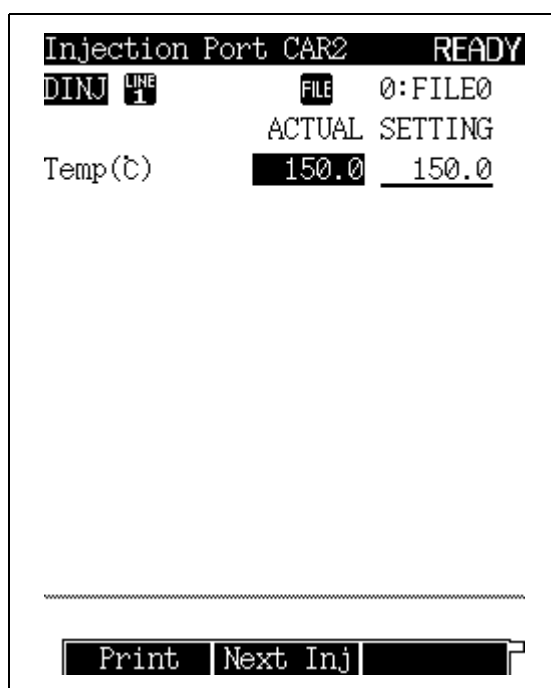 Injection Port CAR2 READY
DINJ LINE 1 FILE 0:FILE0
ACTUAL SETTING
Temp(℃) 150.0 150.0
Print Next Inj